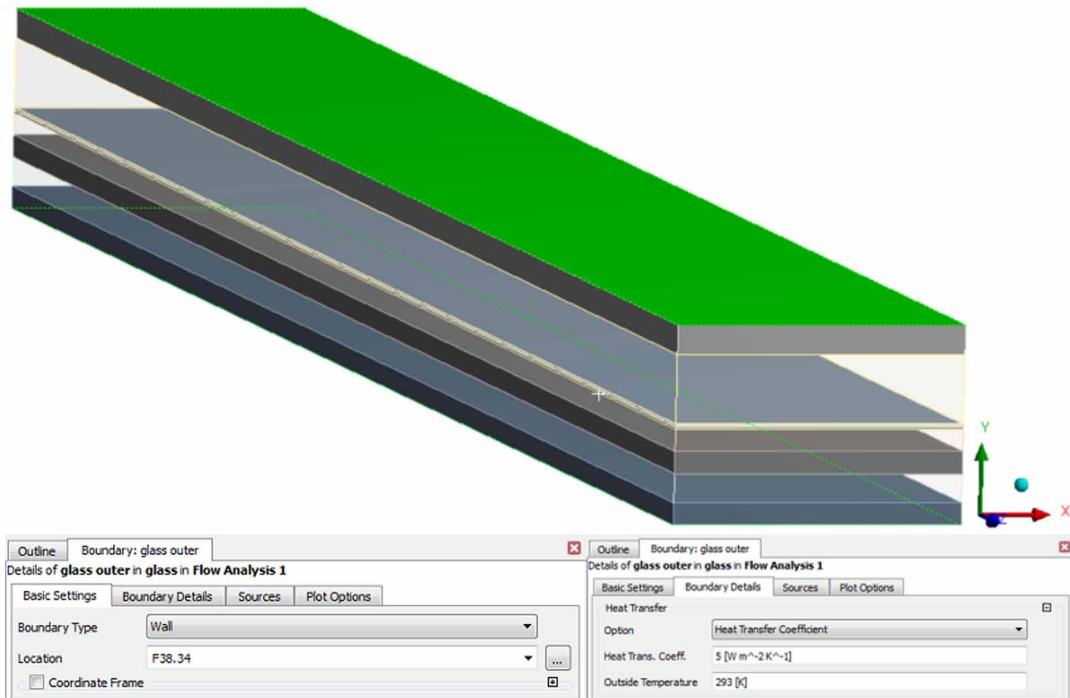 Y
X
Z
Outline
Boundary: glass outer
Details of glass outer in glass in Flow Analysis 1
Basic Settings
Boundary Details
Sources
Plot Options
Boundary Type
Wall
Location
F38.34
...
Coordinate Frame
Outline
Boundary: glass outer
Details of glass outer in glass in Flow Analysis 1
Basic Settings
Boundary Details
Sources
Plot Options
Heat Transfer
Option
Heat Transfer Coefficient
Heat Trans. Coeff.
5 [W m^-2 K^-1]
Outside Temperature
293 [K]